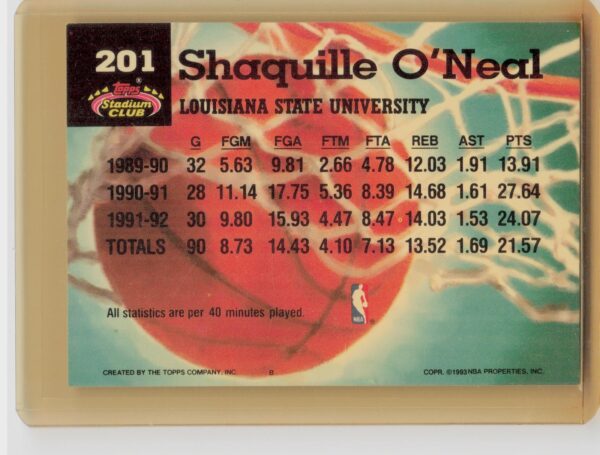 201
Topps
Stadium
CLUB
Shaquille O'Neal
LOUISIANA STATE UNIVERSITY
G FGM FGA FTM FTA REB AST PTS
1989-90 32 5.63 9.81 2.66 4.78 12.03 1.91 13.91
1990-91 28 11.14 17.75 5.36 8.39 14.68 1.61 27.64
1991-92 30 9.80 15.93 4.47 8.47 14.03 1.53 24.07
TOTALS 90 8.73 14.43 4.10 7.13 13.52 1.69 21.57
All statistics are per 40 minutes played.
NBA
CREATED BY THE TOPPS COMPANY, INC. B COPR. ©1993 NBA PROPERTIES, INC.